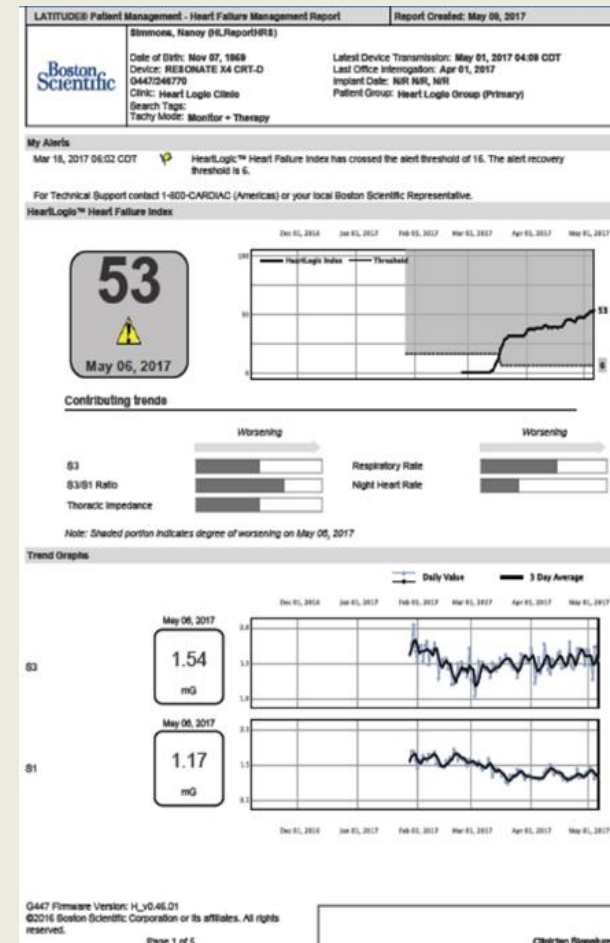 LATITUDE® Patient Management - Heart Failure Management Report Report Created: May 09, 2017
Simmons, Nancy (HLReportHR8)
Boston
Scientific
Date of Birth: Nov 07, 1969
Device: RESONATE X4 CRT-D
G447/246770
Clinic: Heart Logic Clinic
Search Tags:
Tachy Mode: Monitor + Therapy
Latest Device Transmission: May 01, 2017 04:09 CDT
Last Office Interrogation: Apr 01, 2017
Implant Date: N/R N/R, N/R
Patient Group: Heart Logic Group (Primary)
My Alerts
Mar 18, 2017 06:02 CDT HeartLogic™ Heart Failure Index has crossed the alert threshold of 16. The alert recovery
threshold is 6.
For Technical Support contact 1-800-CARDIAC (Americas) or your local Boston Scientific Representative.
HeartLogic™ Heart Failure Index
Dec 01, 2016 Jan 01, 2017 Feb 01, 2017 Mar 01, 2017 Apr 01, 2017 May 01, 2017
53
May 06, 2017
HeartLogic Index Threshold
100
50
0
53
6
Contributing trends
Worsening Worsening
S3 Respiratory Rate
S3/S1 Ratio Night Heart Rate
Thoracic Impedance
Note: Shaded portion indicates degree of worsening on May 06, 2017
Trend Graphs
Daily Value 3 Day Average
Dec 01, 2016 Jan 01, 2017 Feb 01, 2017 Mar 01, 2017 Apr 01, 2017 May 01, 2017
May 06, 2017
S3
1.54
mG
May 06, 2017
S1
1.17
mG
Dec 01, 2016 Jan 01, 2017 Feb 01, 2017 Mar 01, 2017 Apr 01, 2017 May 01, 2017
G447 Firmware Version: H_v0.46.01
©2016 Boston Scientific Corporation or its affiliates. All rights
reserved.
Page 1 of 5
Clinician Signature